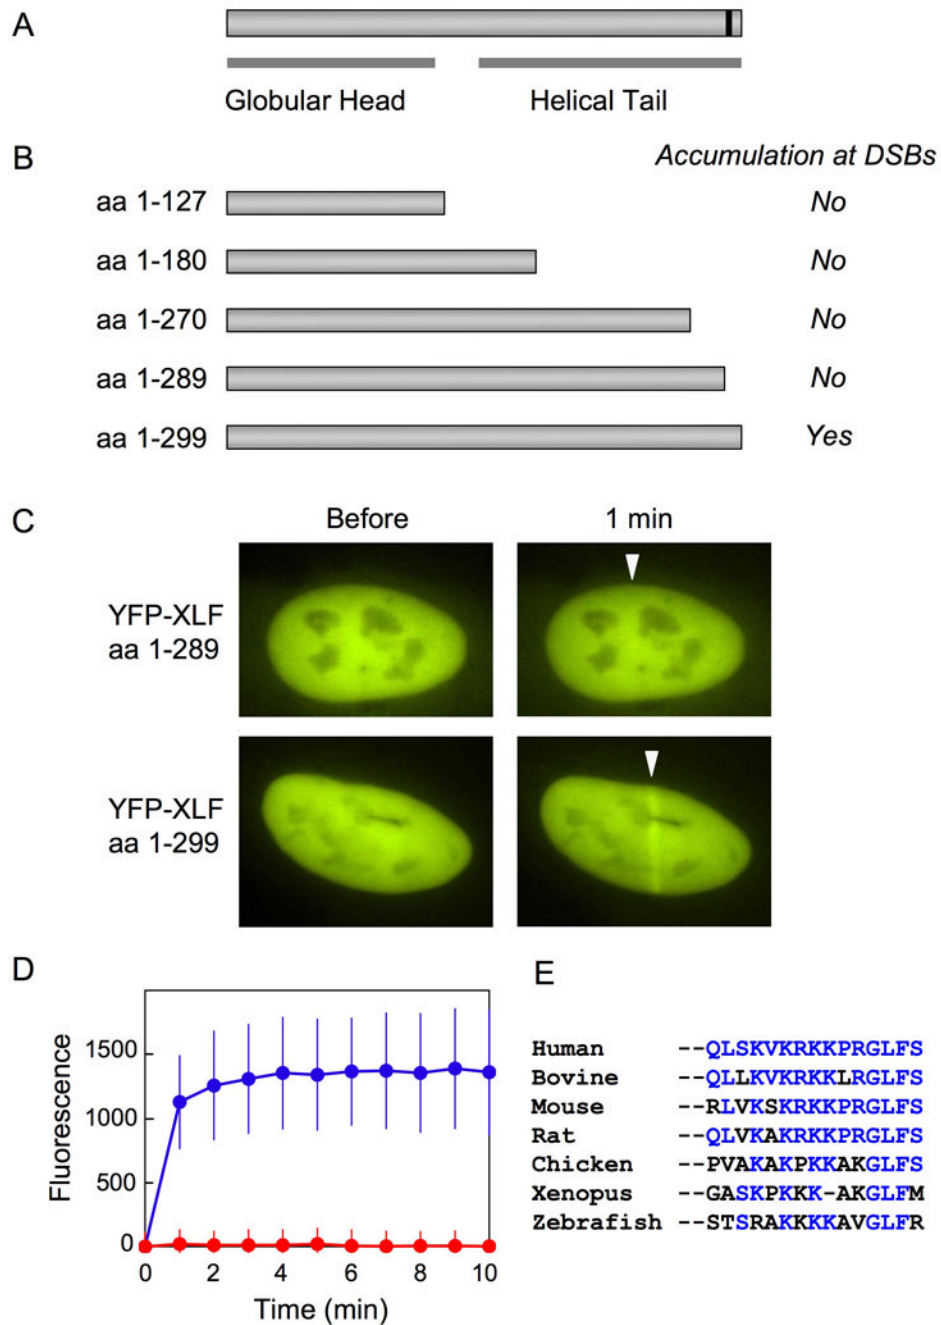 A
Globular Head Helical Tail
B
Accumulation at DSBs
aa 1-127 No
aa 1-180 No
aa 1-270 No
aa 1-289 No
aa 1-299 Yes
C
Before 1 min
YFP-XLF
aa 1-289
YFP-XLF
aa 1-299
D
Fluorescence
1500
1000
500
0
0 2 4 6 8 10
Time (min)
E
Human --QLSKVKRKKPRGLFS
Bovine --QLLKVKRKKLRGLFS
Mouse --RLVKSKRKKPRGLFS
Rat --QLVKAKRKKPRGLFS
Chicken --PVAKAKPKKAKGLFS
Xenopus --GASKPKKK-AKGLFM
Zebrafish --STSRAKKKKAVGLFR